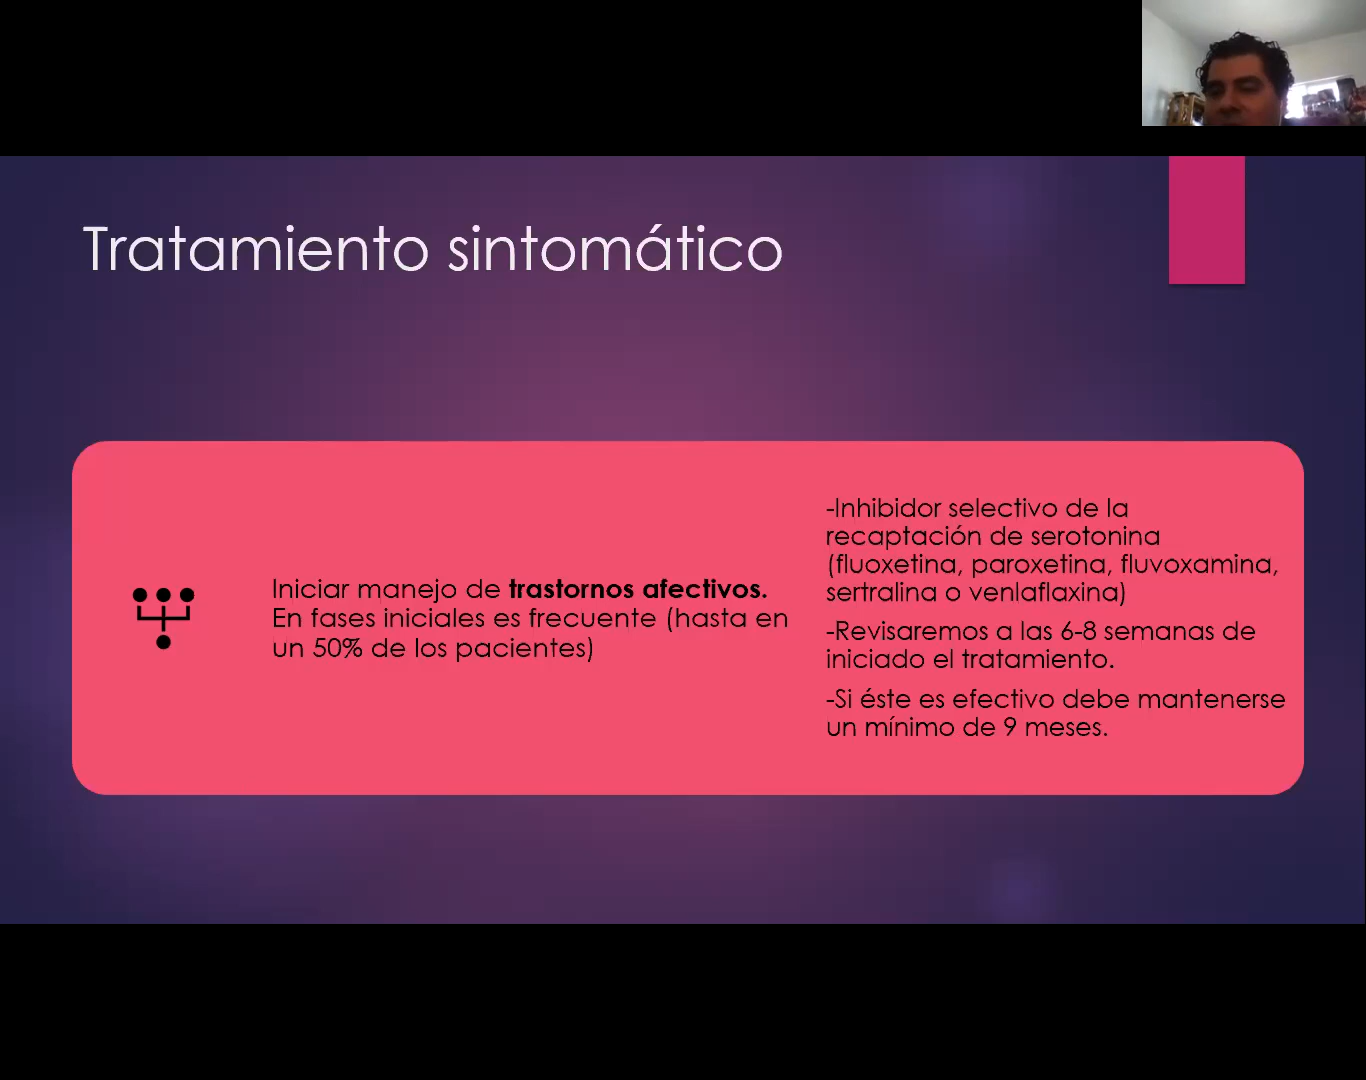 Tratamiento sintomático
Iniciar manejo de trastornos afectivos.
En fases iniciales es frecuente (hasta en
un 50% de los pacientes)
-Inhibidor selectivo de la
recaptación de serotonina
(fluoxetina, paroxetina, fluvoxamina,
sertralina o venlaflaxina)
-Revisaremos a las 6-8 semanas de
iniciado el tratamiento.
-Si éste es efectivo debe mantenerse
un mínimo de 9 meses.